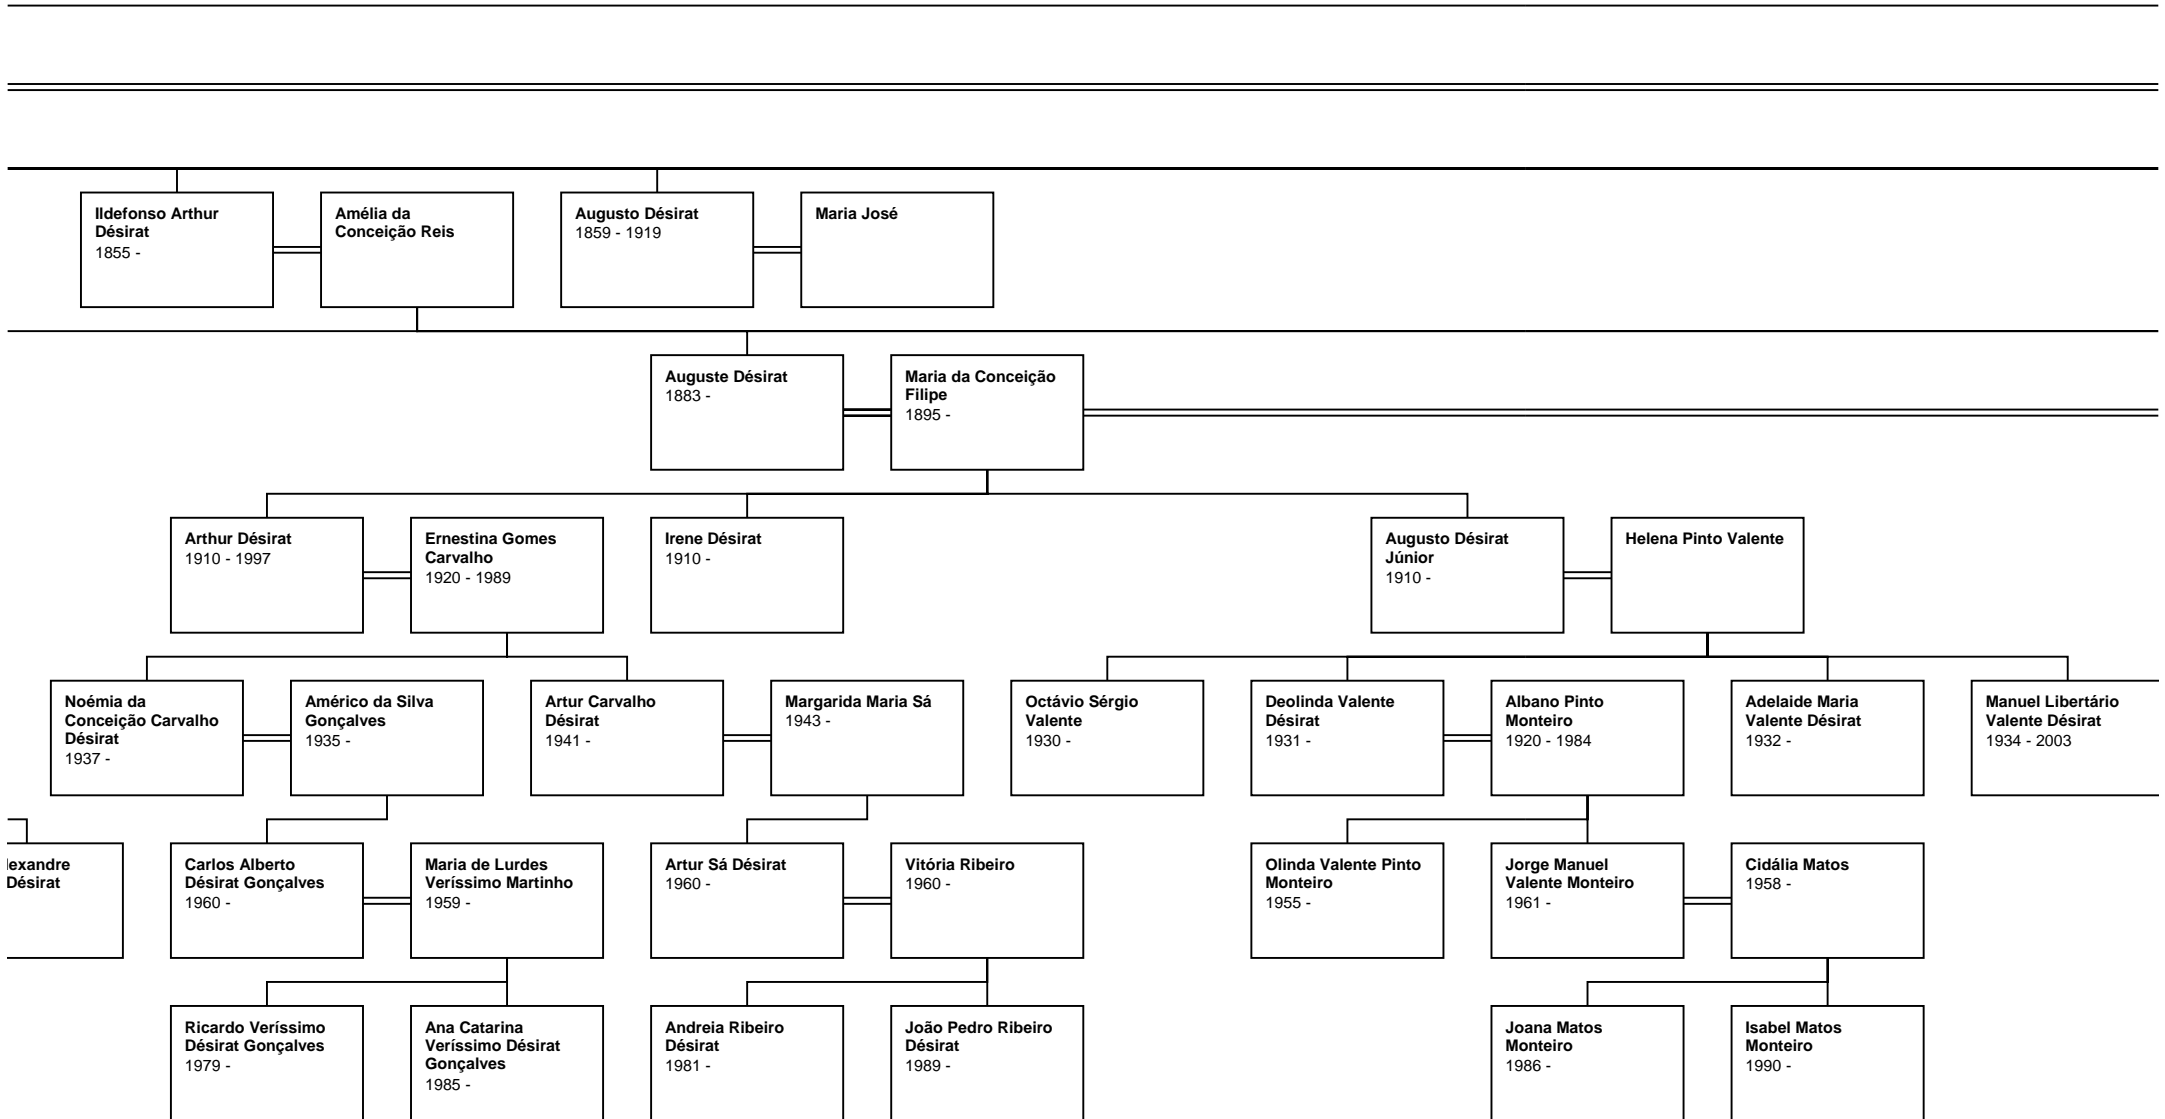 Ildefonso Arthur
Désirat
1855 -
Amélia da
Conceição Reis
Augusto Désirat
1859 - 1919
Maria José
Auguste Désirat
1883 -
Maria da Conceição
Filipe
1895 -
Arthur Désirat
1910 - 1997
Ernestina Gomes
Carvalho
1920 - 1989
Irene Désirat
1910 -
Augusto Désirat
Júnior
1910 -
Helena Pinto Valente
Noémia da
Conceição Carvalho
Désirat
1937 -
Américo da Silva
Gonçalves
1935 -
Artur Carvalho
Désirat
1941 -
Margarida Maria Sá
1943 -
Octávio Sérgio
Valente
1930 -
Deolinda Valente
Désirat
1931 -
Albano Pinto
Monteiro
1920 - 1984
Adelaide Maria
Valente Désirat
1932 -
Manuel Libertário
Valente Désirat
1934 - 2003
lexandre
Désirat
Carlos Alberto
Désirat Gonçalves
1960 -
Maria de Lurdes
Veríssimo Martinho
1959 -
Artur Sá Désirat
1960 -
Vitória Ribeiro
1960 -
Olinda Valente Pinto
Monteiro
1955 -
Jorge Manuel
Valente Monteiro
1961 -
Cidália Matos
1958 -
Ricardo Veríssimo
Désirat Gonçalves
1979 -
Ana Catarina
Veríssimo Désirat
Gonçalves
1985 -
Andreia Ribeiro
Désirat
1981 -
João Pedro Ribeiro
Désirat
1989 -
Joana Matos
Monteiro
1986 -
Isabel Matos
Monteiro
1990 -